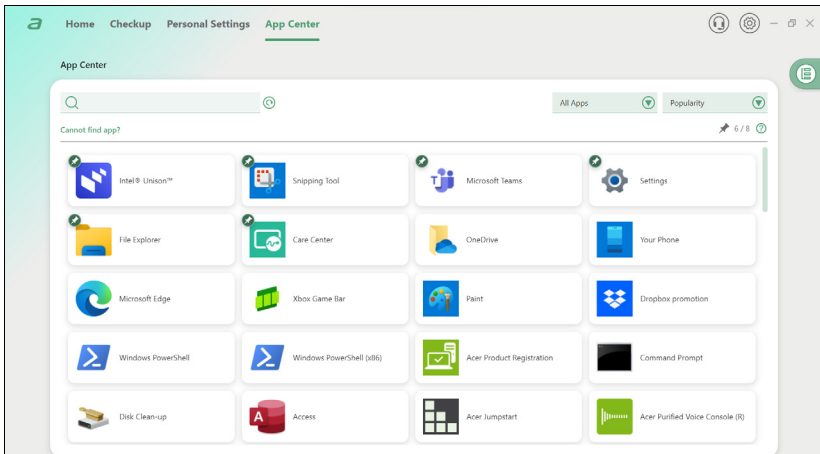 Home Checkup Personal Settings App Center
App Center
All Apps Popularity
Cannot find app? 6 / 8
Intel® Unison™ Snipping Tool Microsoft Teams Settings
File Explorer Care Center OneDrive Your Phone
Microsoft Edge Xbox Game Bar Paint Dropbox promotion
Windows PowerShell Windows PowerShell (x86) Acer Product Registration Command Prompt
Disk Clean-up Access Acer Jumpstart Acer Purified Voice Console (R)